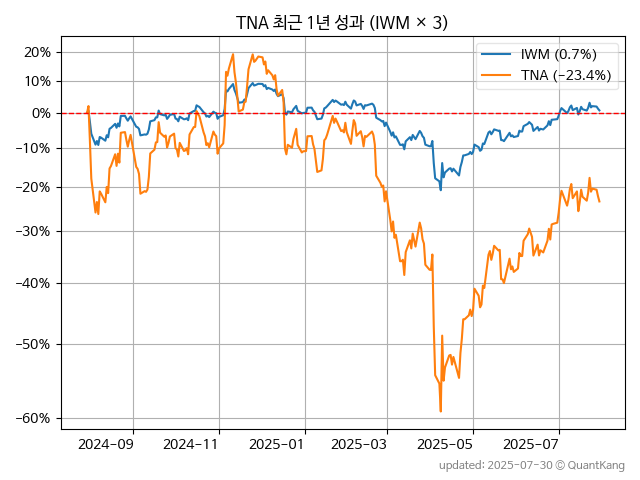 TNA 최근 1년 성과 (IWM × 3)
IWM (0.7%)
TNA (−23.4%)
20%
10%
0%
−10%
−20%
−30%
−40%
−50%
−60%
2024−09 2024−11 2025−01 2025−03 2025−05 2025−07
updated: 2025-07-30 © QuantKang